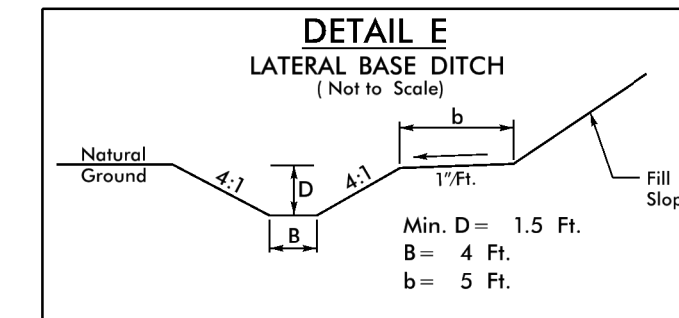 DETAIL E
LATERAL BASE DITCH
( Not to Scale)
b
Natural
Ground
4:1
D
4:1
1"/Ft.
Fill
B
Min. D = 1.5 Ft.
B = 4 Ft.
b = 5 Ft.